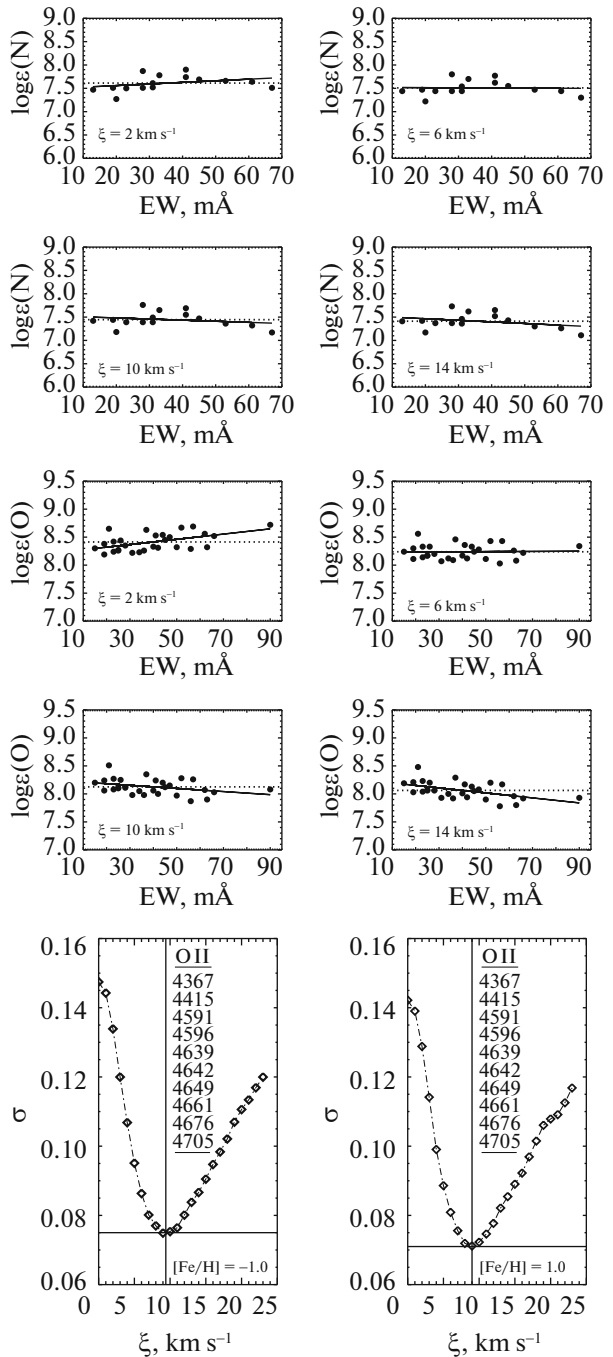 9.0
8.5
8.0
7.5
7.0
6.5
6.0
logε(N)
ξ = 2 km s⁻¹
10 20 30 40 50 60 70
EW, mÅ
9.0
8.5
8.0
7.5
7.0
6.5
6.0
logε(N)
ξ = 6 km s⁻¹
10 20 30 40 50 60 70
EW, mÅ
9.0
8.5
8.0
7.5
7.0
6.5
6.0
logε(N)
ξ = 10 km s⁻¹
10 20 30 40 50 60 70
EW, mÅ
9.0
8.5
8.0
7.5
7.0
6.5
6.0
logε(N)
ξ = 14 km s⁻¹
10 20 30 40 50 60 70
EW, mÅ
9.5
9.0
8.5
8.0
7.5
7.0
logε(O)
ξ = 2 km s⁻¹
10 30 50 70 90
EW, mÅ
9.5
9.0
8.5
8.0
7.5
7.0
logε(O)
ξ = 6 km s⁻¹
10 30 50 70 90
EW, mÅ
9.5
9.0
8.5
8.0
7.5
7.0
logε(O)
ξ = 10 km s⁻¹
10 30 50 70 90
EW, mÅ
9.5
9.0
8.5
8.0
7.5
7.0
logε(O)
ξ = 14 km s⁻¹
10 30 50 70 90
EW, mÅ
0.16
0.14
0.12
0.10
0.08
0.06
σ
O II
4367
4415
4591
4596
4639
4642
4649
4661
4676
4705
[Fe/H] = –1.0
0 5 10 15 20 25
ξ, km s⁻¹
0.16
0.14
0.12
0.10
0.08
0.06
σ
O II
4367
4415
4591
4596
4639
4642
4649
4661
4676
4705
[Fe/H] = 1.0
0 5 10 15 20 25
ξ, km s⁻¹